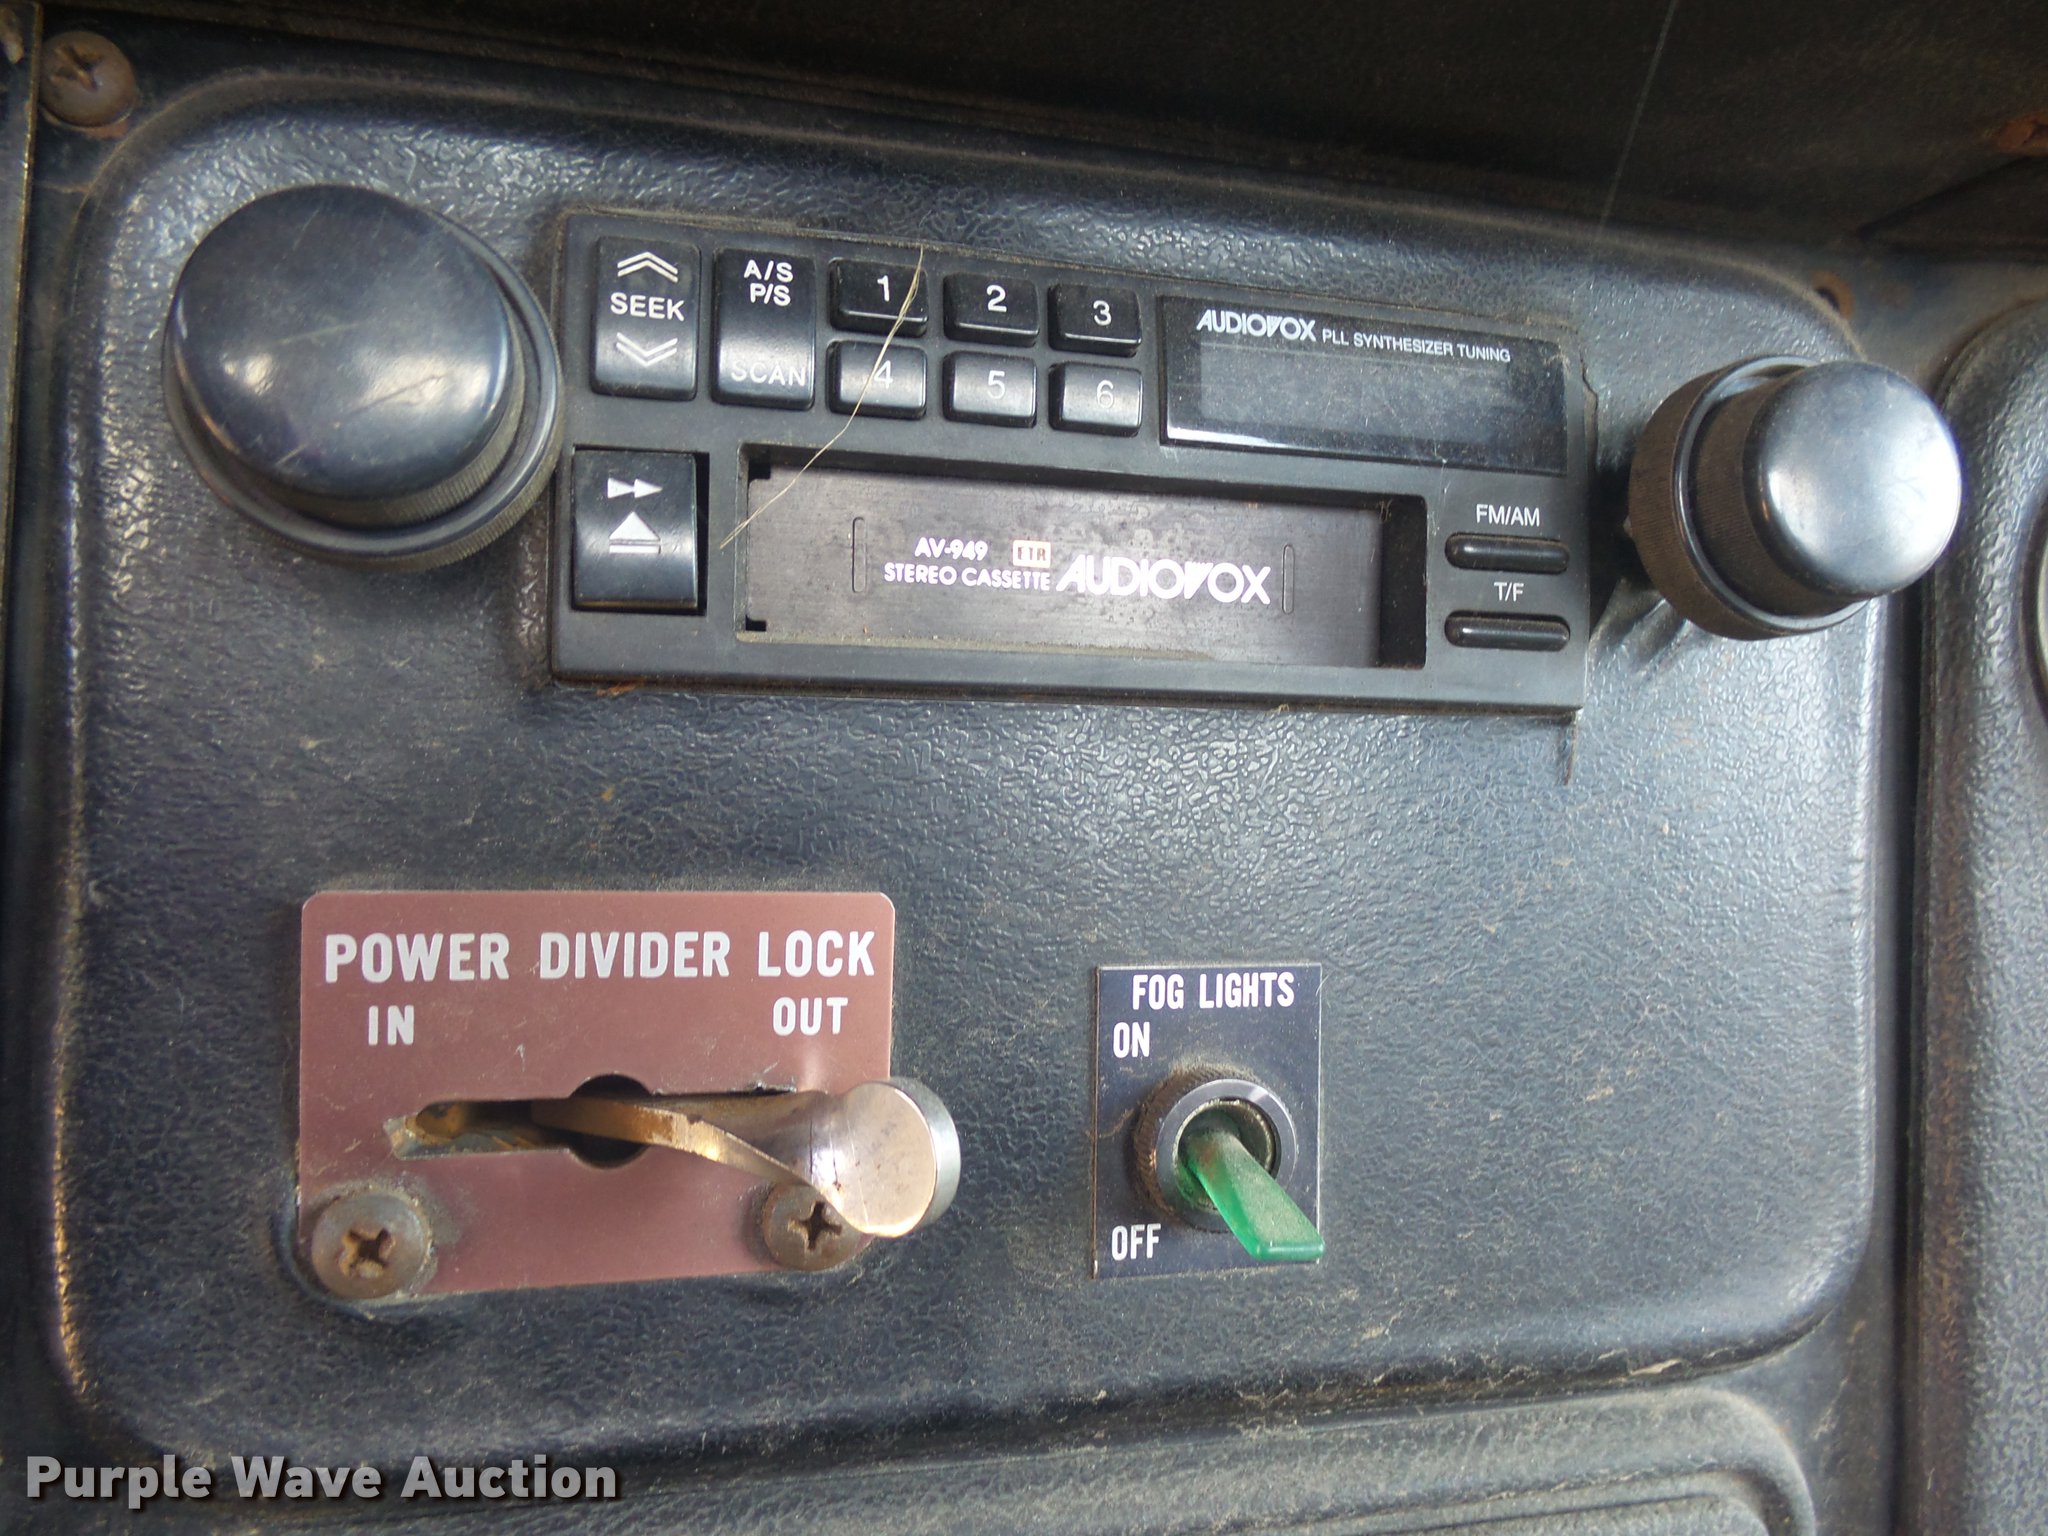 SEEK
A/S
P/S
SCAN
1
2
3
4
5
6
AUDIOVOX PLL SYNTHESIZER TUNING
FM/AM
T/F
AV-949 ETR
STEREO CASSETTE AUDIOVOX
POWER DIVIDER LOCK
IN OUT
FOG LIGHTS
ON
OFF
Purple Wave Auction